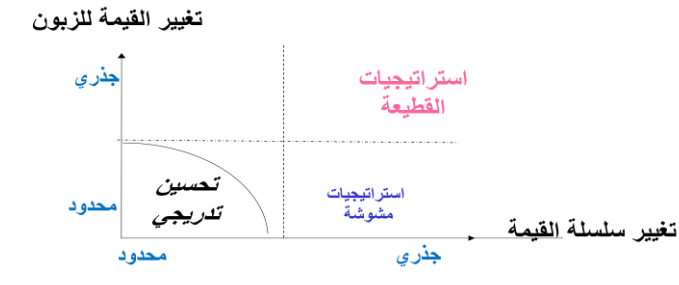 تغيير القيمة للزبون
جذري
استراتيجيات
القطيعة
تحسين
تدريجي
استراتيجيات
مشوشة
محدود
تغيير سلسلة القيمة
محدود
جذري